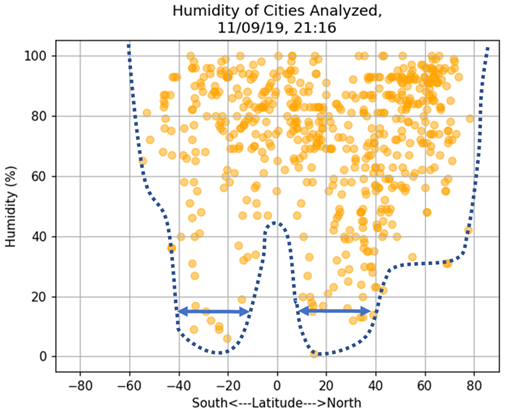 Humidity of Cities Analyzed,
11/09/19, 21:16
100
80
60
40
20
0
Humidity (%)
−80 −60 −40 −20 0 20 40 60 80
South<---Latitude--->North